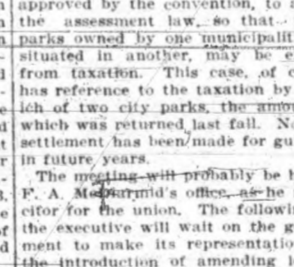 approved by the convention, to a
the assessment law, so that
parks owned by one municipalit
situated in another, may be e
from taxation. This case, of c
has reference to the taxation by
ich of two city parks, the amou
which was returned last fall. No
settlement has been made for gu
in future years.
The meeting will probably be h
F. A. office, as he
citor for the union. The followi
the executive will wait on the g
ment to make its representatio
the introduction of amending l